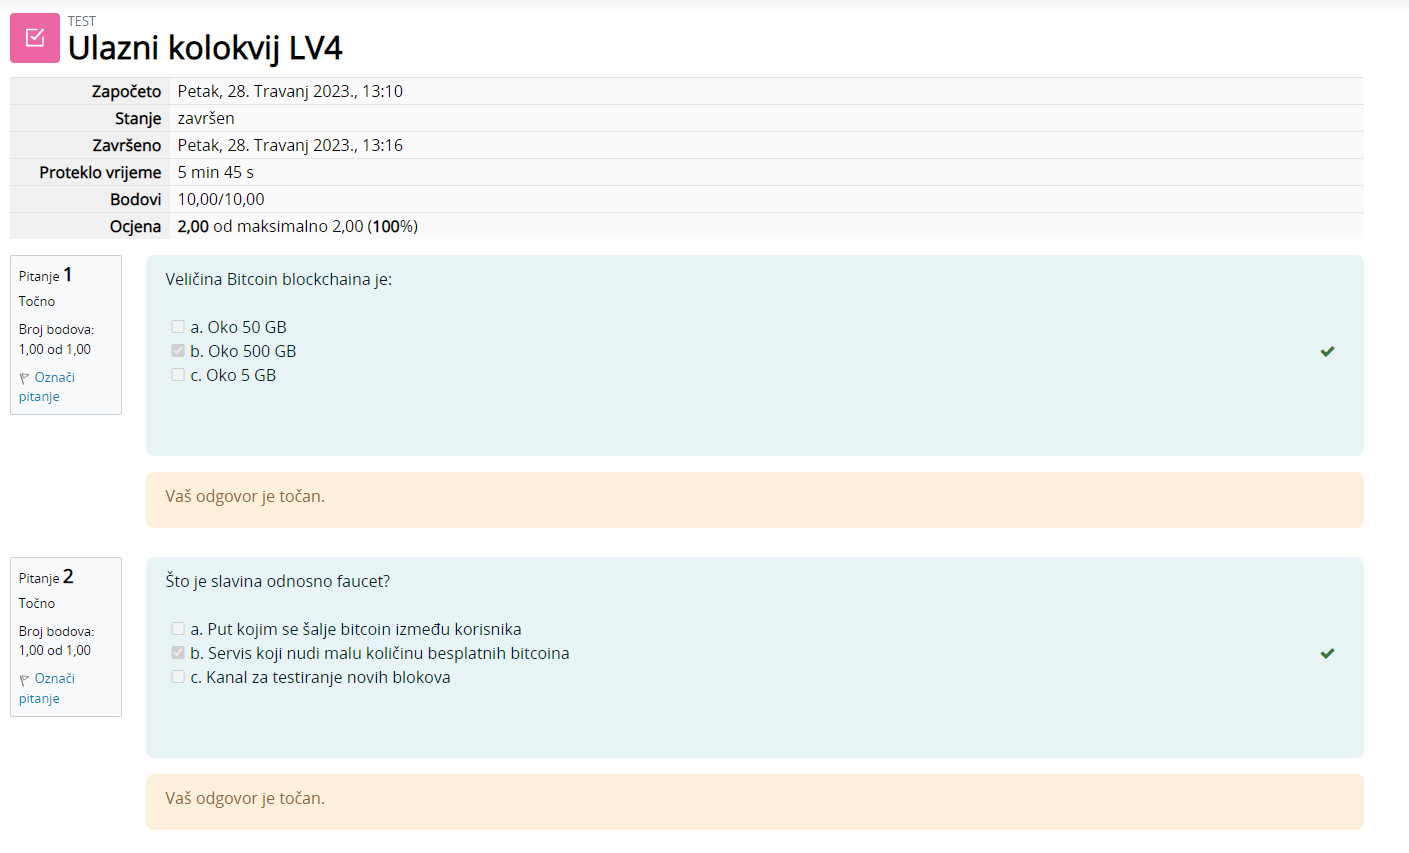 TEST
Ulazni kolokvij LV4
Započeto Petak, 28. Travanj 2023., 13:10
Stanje završen
Završeno Petak, 28. Travanj 2023., 13:16
Proteklo vrijeme 5 min 45 s
Bodovi 10,00/10,00
Ocjena 2,00 od maksimalno 2,00 (100%)
Pitanje 1
Točno
Broj bodova:
1,00 od 1,00
Označi
pitanje
Veličina Bitcoin blockchaina je:
a. Oko 50 GB
b. Oko 500 GB
c. Oko 5 GB
Vaš odgovor je točan.
Pitanje 2
Točno
Broj bodova:
1,00 od 1,00
Označi
pitanje
Što je slavina odnosno faucet?
a. Put kojim se šalje bitcoin između korisnika
b. Servis koji nudi malu količinu besplatnih bitcoina
c. Kanal za testiranje novih blokova
Vaš odgovor je točan.